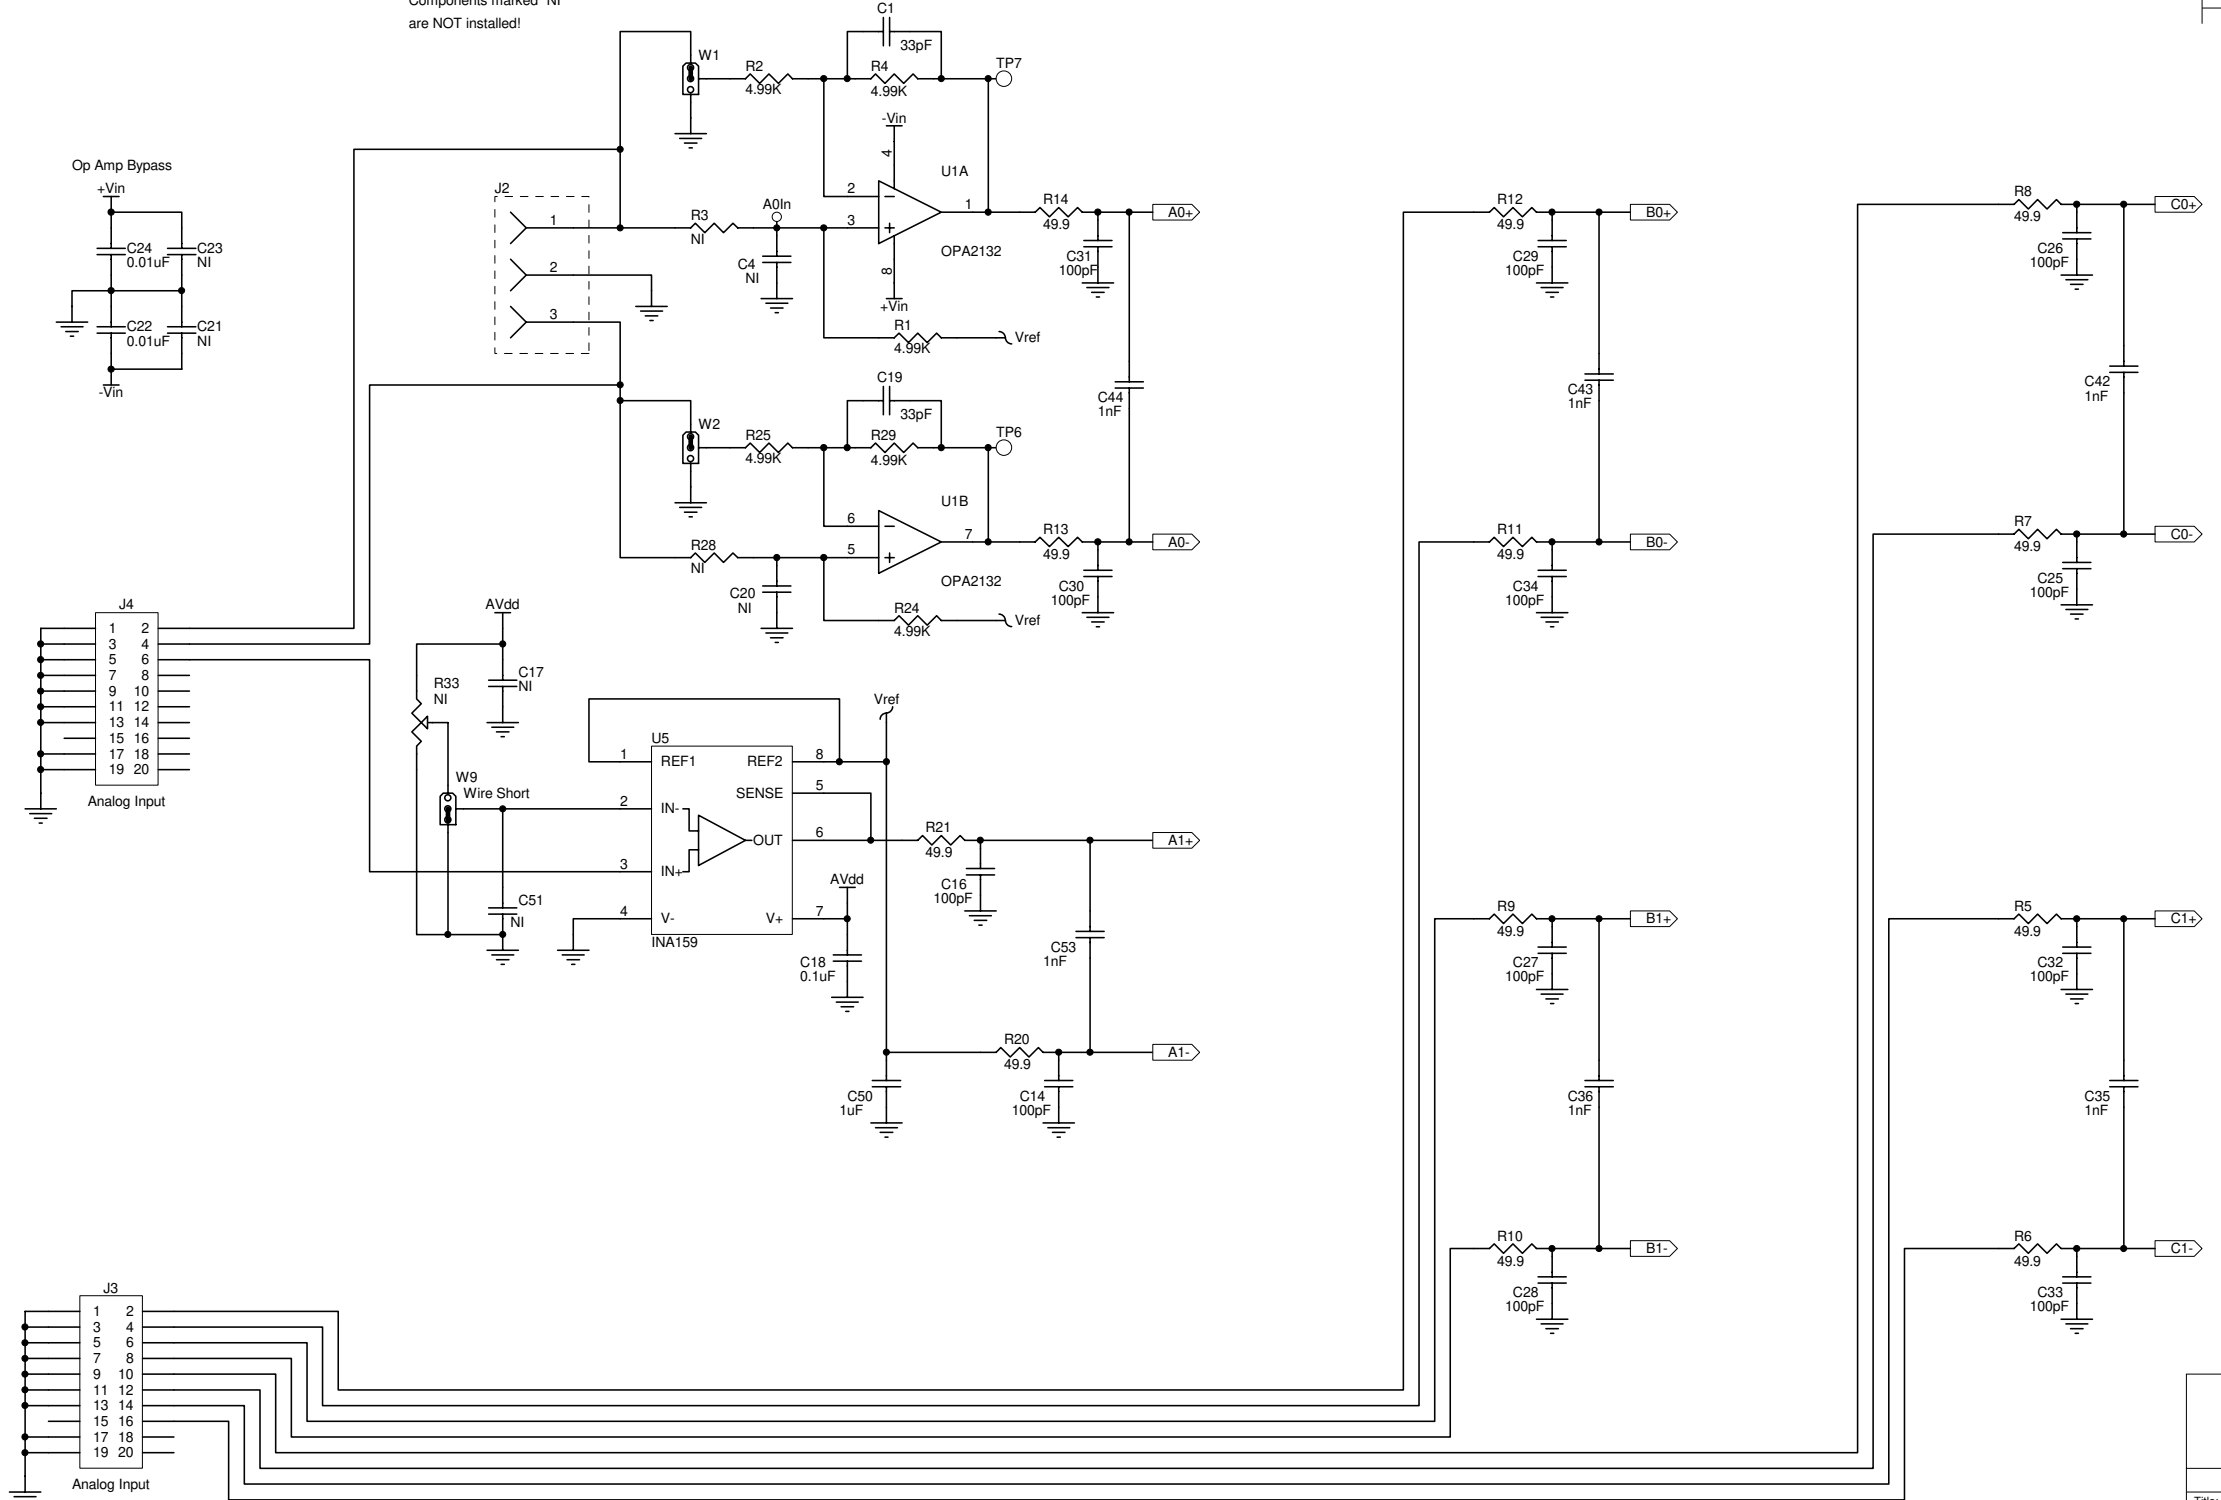 Components marked "NI"
are NOT installed!
C1
33pF
W1
R2
4.99K
R4
4.99K
TP7
-Vin
4
U1A
Op Amp Bypass
+Vin
C24
0.01uF
C23
NI
C22
0.01uF
C21
NI
-Vin
J2
1
2
3
R3
NI
A0In
C4
NI
2
3
1
8
+Vin
OPA2132
R14
49.9
C31
100pF
A0+
R1
4.99K
Vref
C44
1nF
C19
33pF
W2
R25
4.99K
R29
4.99K
TP6
U1B
6
5
7
OPA2132
R28
NI
C20
NI
R13
49.9
C30
100pF
A0-
R24
4.99K
Vref
R12
49.9
C29
100pF
B0+
C43
1nF
R11
49.9
C34
100pF
B0-
R8
49.9
C26
100pF
C0+
C42
1nF
R7
49.9
C25
100pF
C0-
J4
1 2
3 4
5 6
7 8
9 10
11 12
13 14
15 16
17 18
19 20
Analog Input
AVdd
R33
NI
C17
NI
W9
Wire Short
C51
NI
Vref
U5
1 REF1 REF2 8
SENSE 5
2 IN-
OUT 6
3 IN+
4 V- V+ 7
INA159
AVdd
C18
0.1uF
R21
49.9
C16
100pF
A1+
C53
1nF
R20
49.9
A1-
C50
1uF
C14
100pF
R9
49.9
C27
100pF
B1+
C36
1nF
R10
49.9
C28
100pF
B1-
R5
49.9
C32
100pF
C1+
C35
1nF
R6
49.9
C33
100pF
C1-
J3
1 2
3 4
5 6
7 8
9 10
11 12
13 14
15 16
17 18
19 20
Analog Input